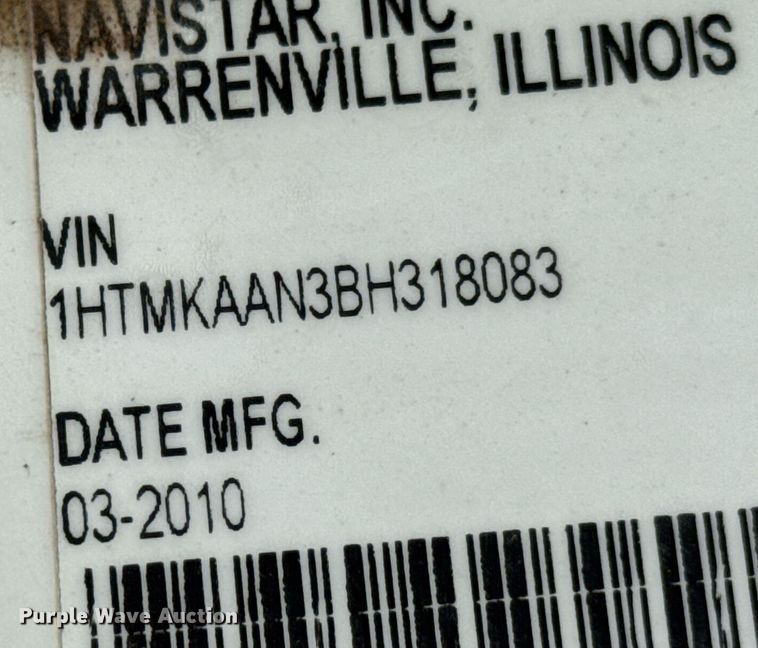 NAVISTAR, INC.
WARRENVILLE, ILLINOIS
VIN
1HTMKAAN3BH318083
DATE MFG.
03-2010
Purple Wave Auction